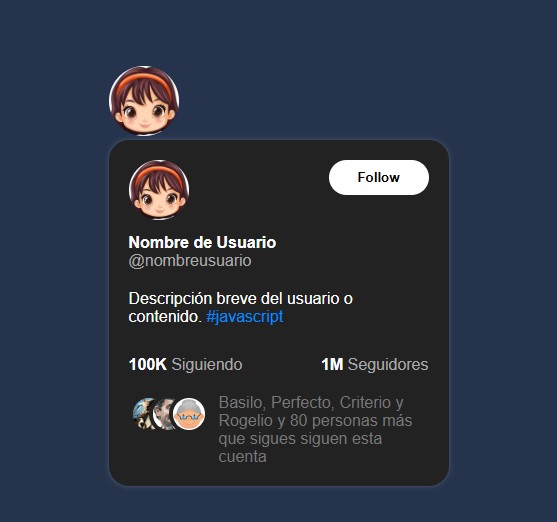 Follow
Nombre de Usuario
@nombreusuario
Descripción breve del usuario o
contenido. #javascript
100K Siguiendo 1M Seguidores
Basilo, Perfecto, Criterio y
Rogelio y 80 personas más
que sigues siguen esta
cuenta